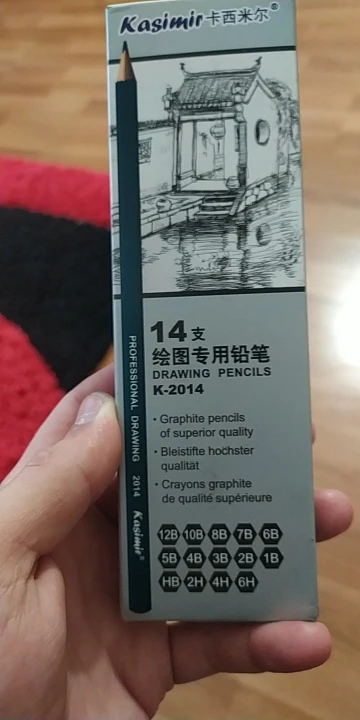 Kasimir卡西米尔®
14支
绘图专用铅笔
DRAWING PENCILS
K-2014
PROFESSIONAL DRAWING 2014 Kasimir®
· Graphite pencils
of superior quality
· Bleistifte hochster
qualität
· Crayons graphite
de qualité supérieure
12B 10B 8B 7B 6B
5B 4B 3B 2B 1B
HB 2H 4H 6H